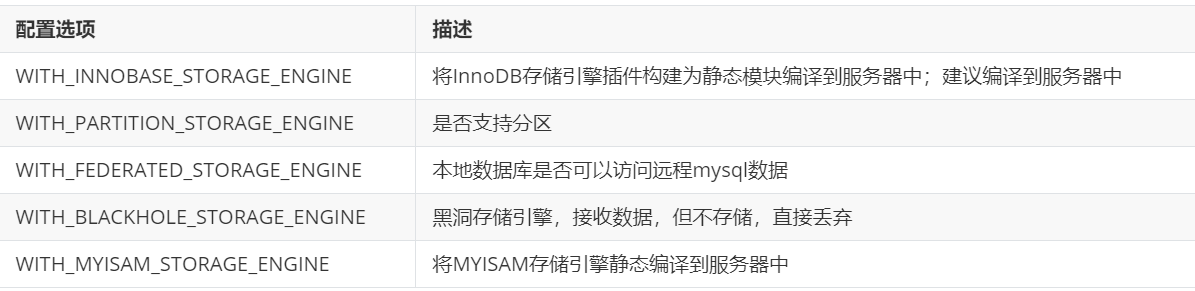 配置选项 描述
WITH_INNOBASE_STORAGE_ENGINE 将InnoDB存储引擎插件构建为静态模块编译到服务器中；建议编译到服务器中
WITH_PARTITION_STORAGE_ENGINE 是否支持分区
WITH_FEDERATED_STORAGE_ENGINE 本地数据库是否可以访问远程mysql数据
WITH_BLACKHOLE_STORAGE_ENGINE 黑洞存储引擎，接收数据，但不存储，直接丢弃
WITH_MYISAM_STORAGE_ENGINE 将MYISAM存储引擎静态编译到服务器中